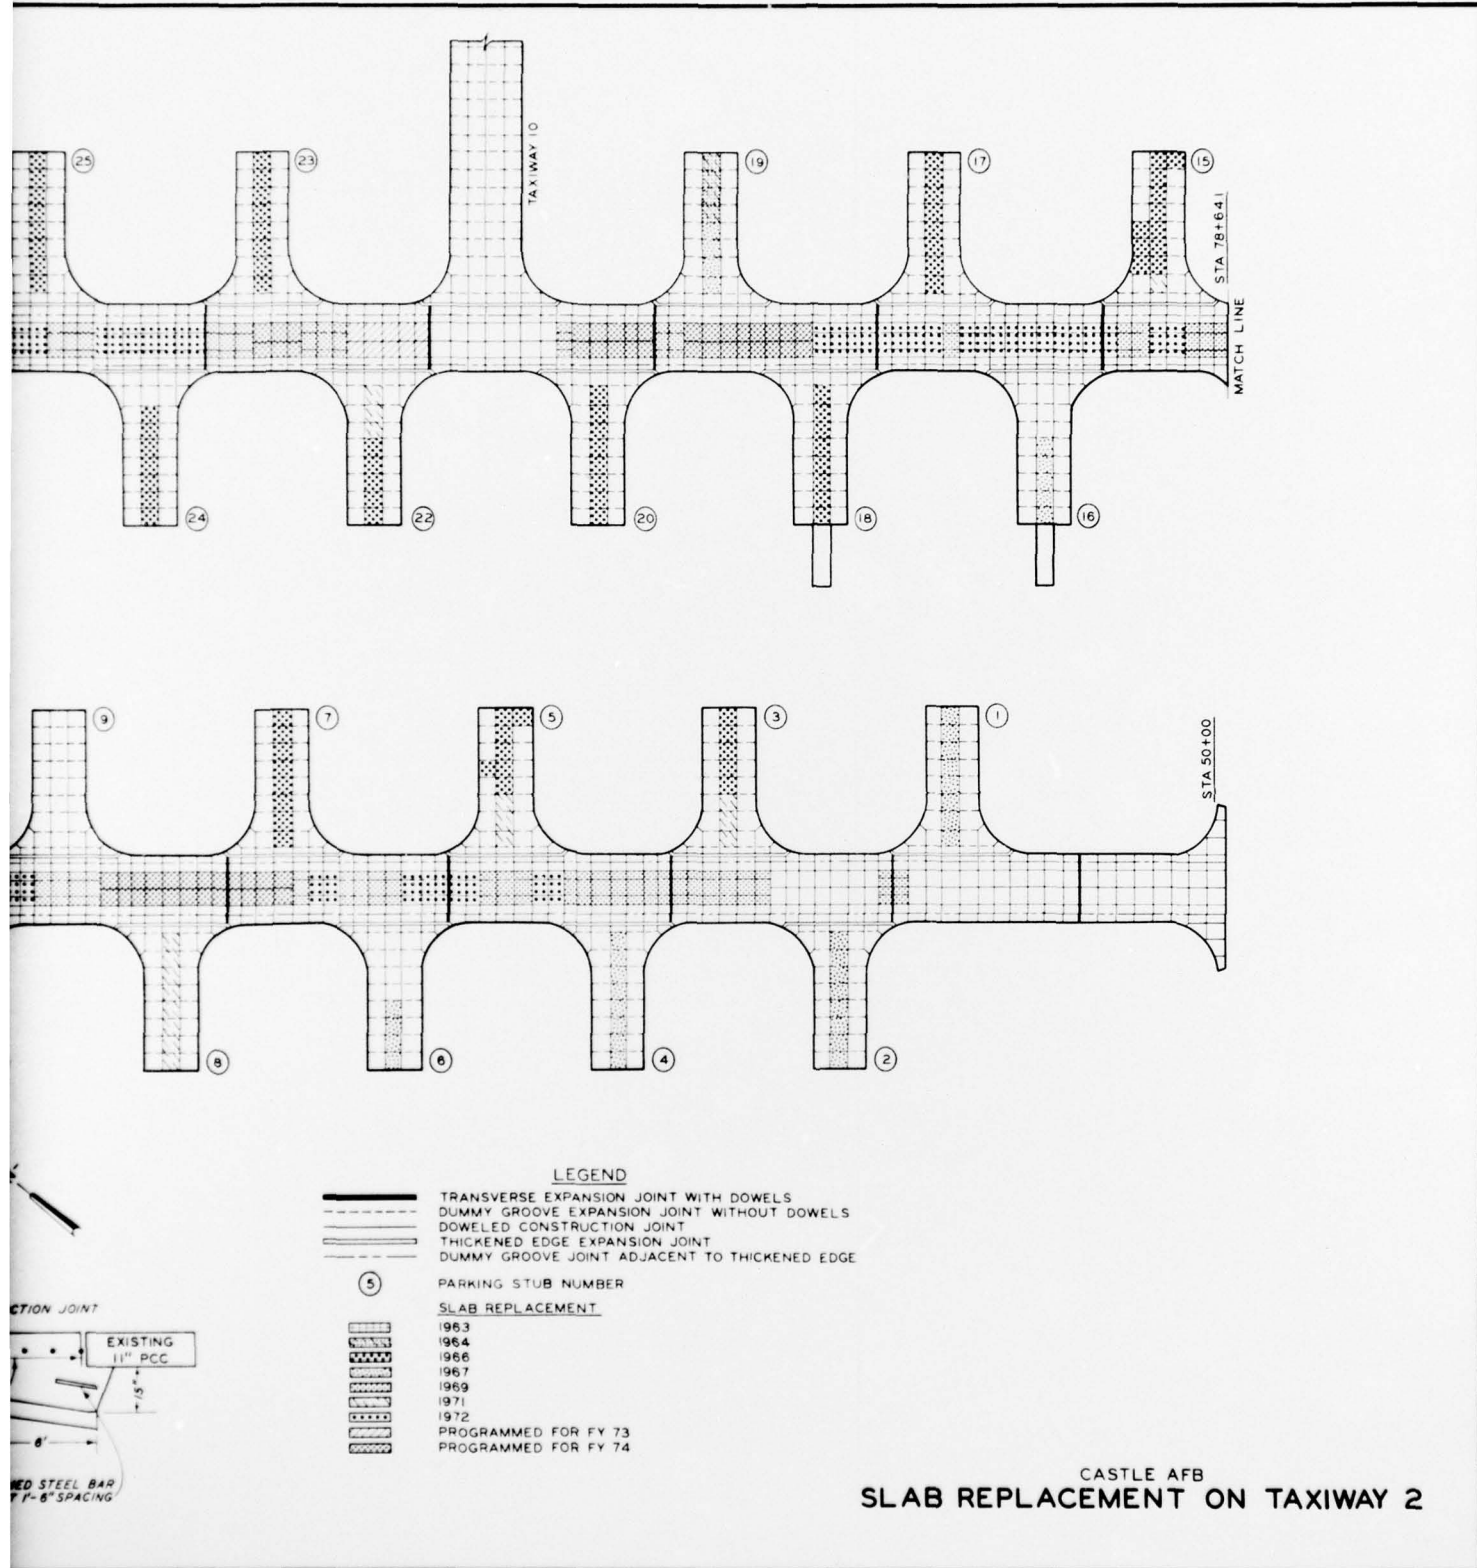 25
23
TAXIWAY 10
19
17
15
STA 78+641
MATCH LINE
24
22
20
18
16
9
7
5
3
1
STA 50+00
8
6
4
2
LEGEND
TRANSVERSE EXPANSION JOINT WITH DOWELS
DUMMY GROOVE EXPANSION JOINT WITHOUT DOWELS
DOWELED CONSTRUCTION JOINT
THICKENED EDGE EXPANSION JOINT
DUMMY GROOVE JOINT ADJACENT TO THICKENED EDGE
5 PARKING STUB NUMBER
SLAB REPLACEMENT
1963
1964
1966
1967
1969
1971
1972
PROGRAMMED FOR FY 73
PROGRAMMED FOR FY 74
CTION JOINT
EXISTING
11" PCC
15"
6'
ED STEEL BAR
T 1'-6" SPACING
CASTLE AFB
SLAB REPLACEMENT ON TAXIWAY 2